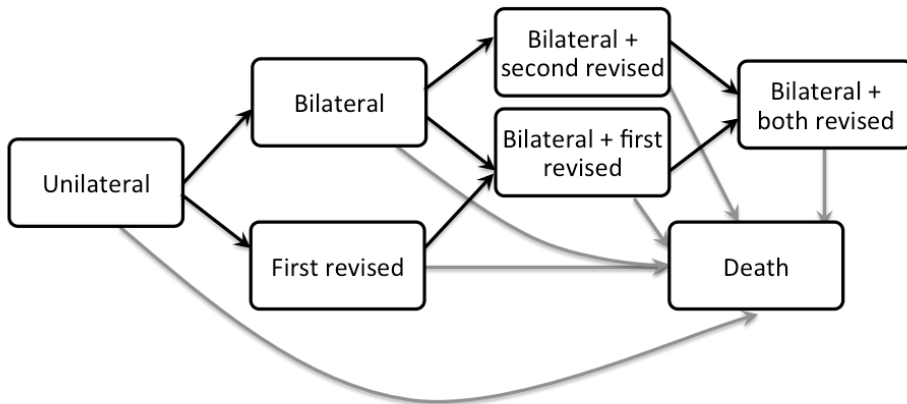 Unilateral
Bilateral
First revised
Bilateral +
second revised
Bilateral + first
revised
Bilateral +
both revised
Death